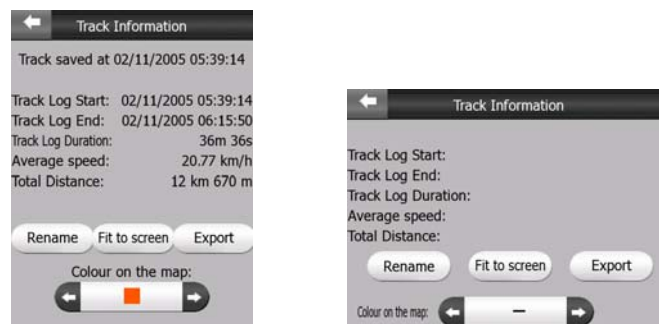 Track Information
Track saved at 02/11/2005 05:39:14
Track Log Start: 02/11/2005 05:39:14
Track Log End: 02/11/2005 06:15:50
Track Log Duration: 36m 36s
Average speed: 20.77 km/h
Total Distance: 12 km 670 m
Rename Fit to screen Export
Colour on the map:
Track Information
Track Log Start:
Track Log End:
Track Log Duration:
Average speed:
Total Distance:
Rename Fit to screen Export
Colour on the map: –